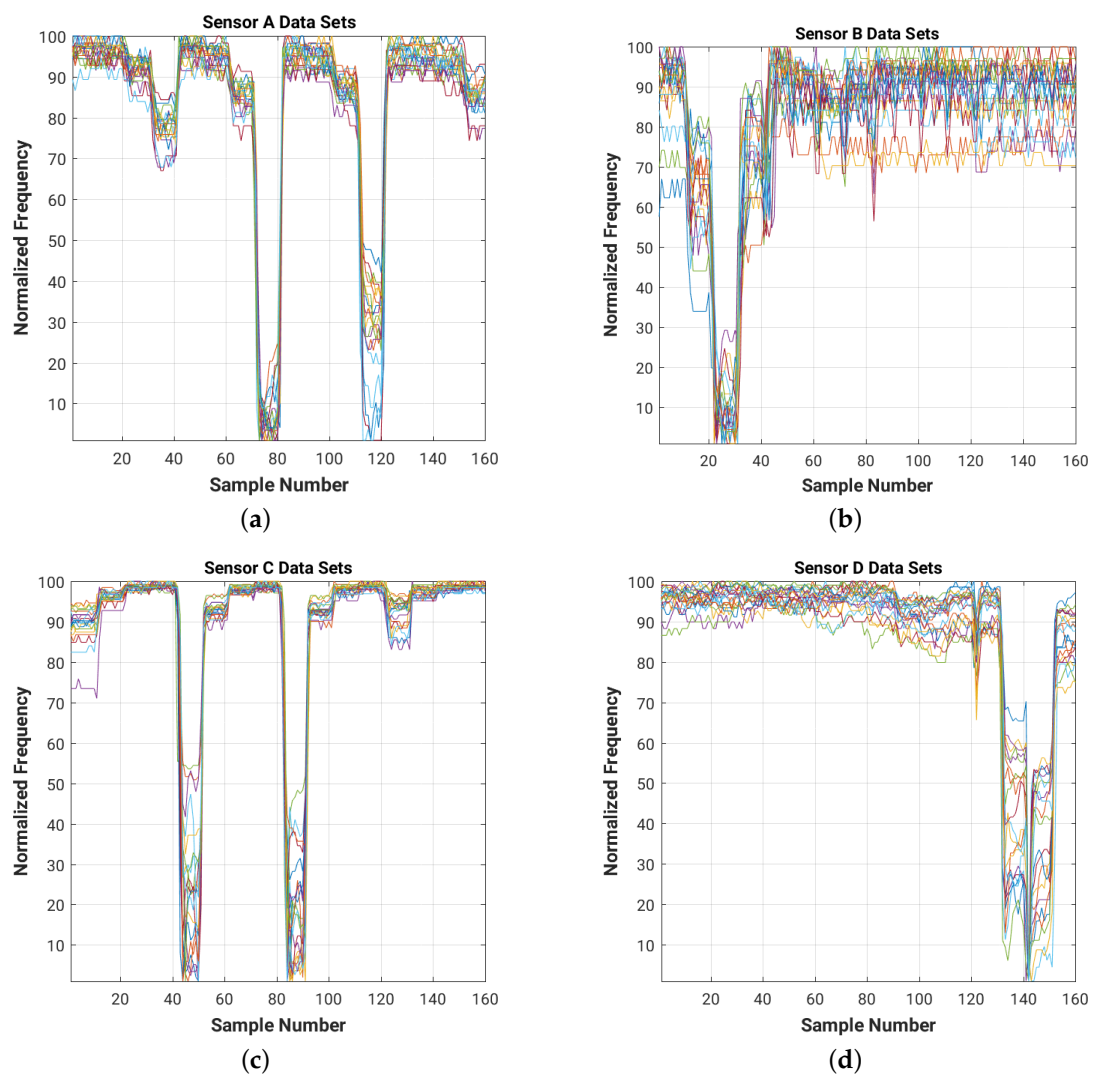 Sensor A Data Sets
Normalized Frequency
100
90
80
70
60
50
40
30
20
10
20 40 60 80 100 120 140 160
Sample Number
(a)
Sensor B Data Sets
Normalized Frequency
100
90
80
70
60
50
40
30
20
10
20 40 60 80 100 120 140 160
Sample Number
(b)
Sensor C Data Sets
Normalized Frequency
100
90
80
70
60
50
40
30
20
10
20 40 60 80 100 120 140 160
Sample Number
(c)
Sensor D Data Sets
Normalized Frequency
100
90
80
70
60
50
40
30
20
10
20 40 60 80 100 120 140 160
Sample Number
(d)